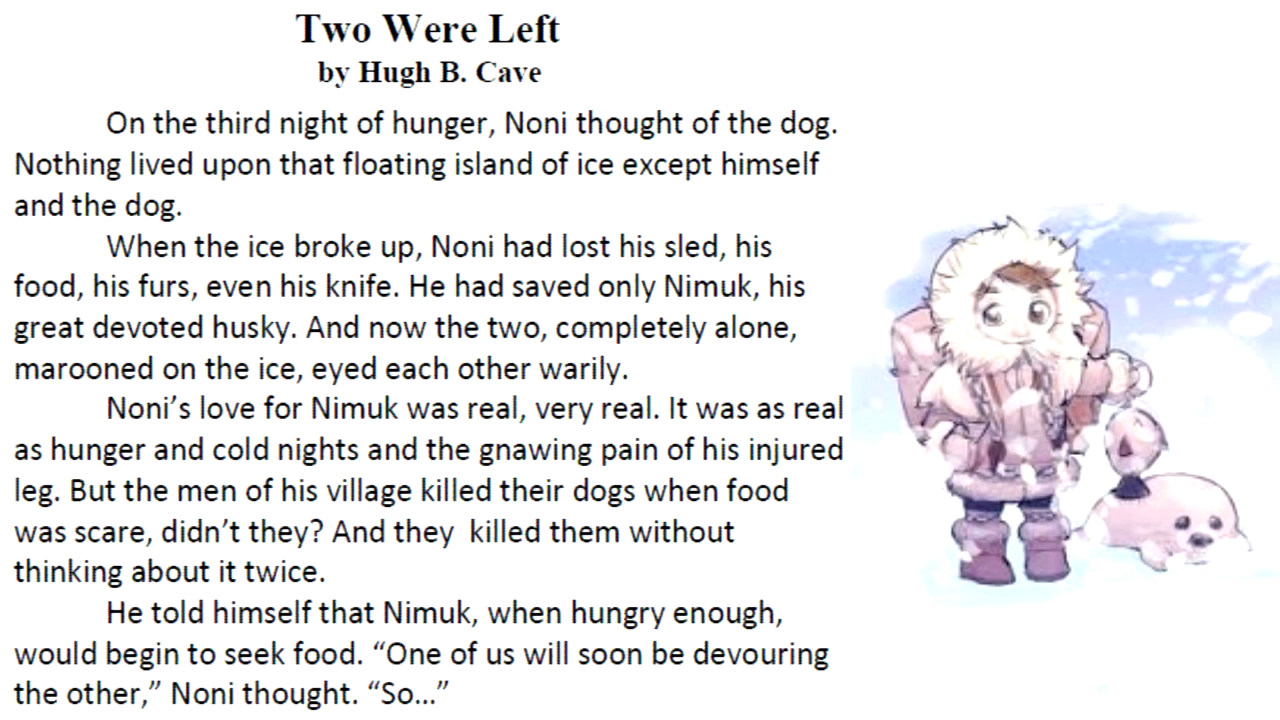 Two Were Left
by Hugh B. Cave
On the third night of hunger, Noni thought of the dog.
Nothing lived upon that floating island of ice except himself
and the dog.
When the ice broke up, Noni had lost his sled, his
food, his furs, even his knife. He had saved only Nimuk, his
great devoted husky. And now the two, completely alone,
marooned on the ice, eyed each other warily.
Noni’s love for Nimuk was real, very real. It was as real
as hunger and cold nights and the gnawing pain of his injured
leg. But the men of his village killed their dogs when food
was scare, didn’t they? And they  killed them without
thinking about it twice.
He told himself that Nimuk, when hungry enough,
would begin to seek food. “One of us will soon be devouring
the other,” Noni thought. “So…”